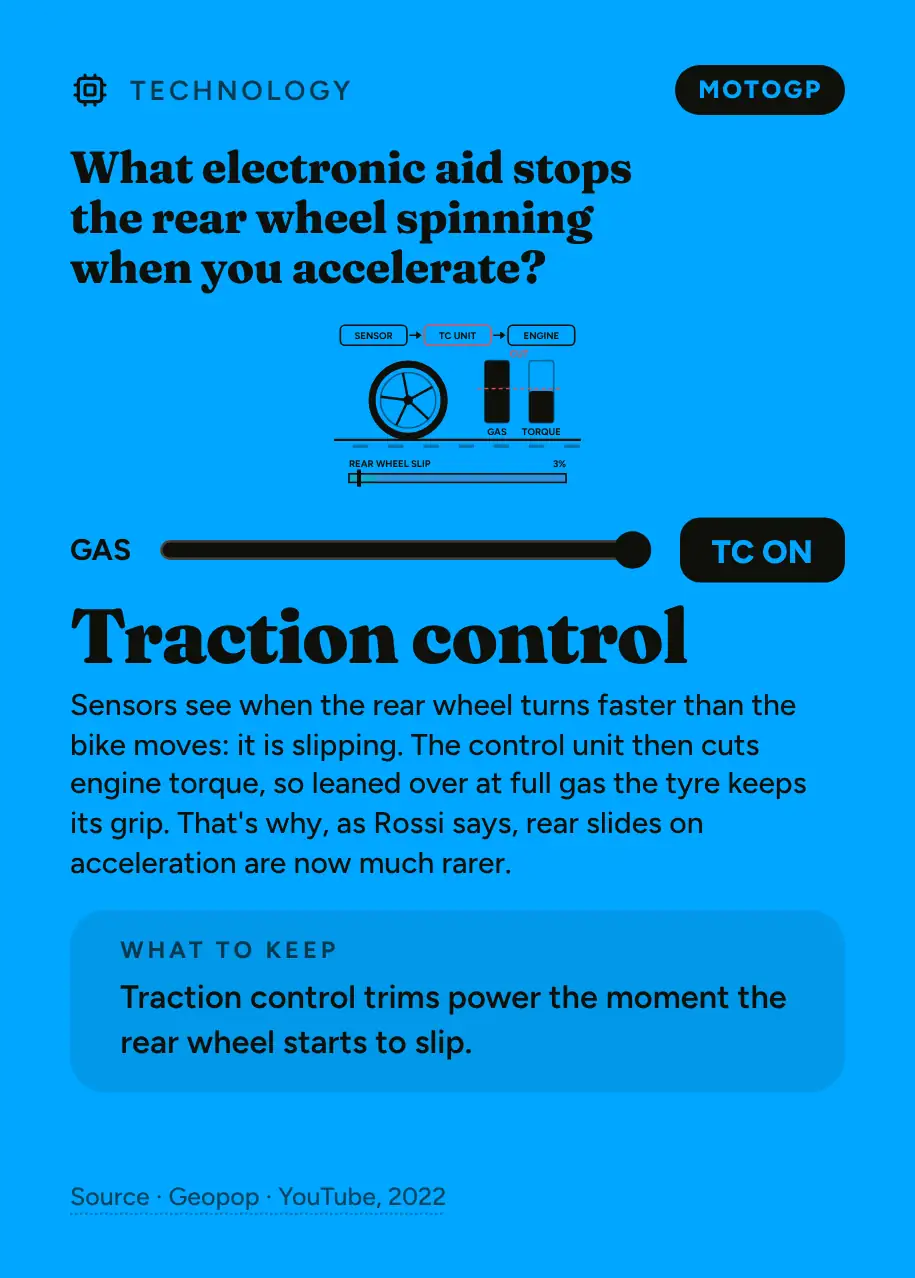 TECHNOLOGY
MOTOGP
What electronic aid stops
the rear wheel spinning
when you accelerate?
SENSOR
TC UNIT
ENGINE
CUT
GAS
TORQUE
REAR WHEEL SLIP
3%
GAS
TC ON
Traction control
Sensors see when the rear wheel turns faster than the
bike moves: it is slipping. The control unit then cuts
engine torque, so leaned over at full gas the tyre keeps
its grip. That's why, as Rossi says, rear slides on
acceleration are now much rarer.
WHAT TO KEEP
Traction control trims power the moment the
rear wheel starts to slip.
Source · Geopop · YouTube, 2022